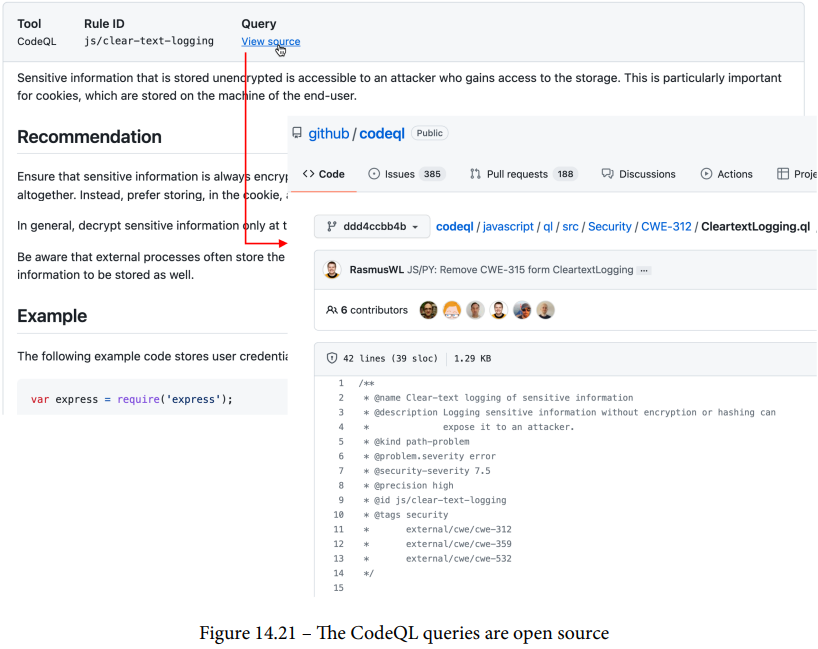 Tool Rule ID Query
CodeQL js/clear-text-logging View source
Sensitive information that is stored unencrypted is accessible to an attacker who gains access to the storage. This is particularly important
for cookies, which are stored on the machine of the end-user.
Recommendation
Ensure that sensitive information is always encryp
altogether. Instead, prefer storing, in the cookie, a
In general, decrypt sensitive information only at t
Be aware that external processes often store the
information to be stored as well.
Example
The following example code stores user credentia
var express = require('express');
github / codeql Public
Code Issues 385 Pull requests 188 Discussions Actions Proje
ddd4ccbb4b codeql / javascript / ql / src / Security / CWE-312 / CleartextLogging.ql
RasmusWL JS/PY: Remove CWE-315 form CleartextLogging ...
6 contributors
42 lines (39 sloc) 1.29 KB
1 /**
2 * @name Clear-text logging of sensitive information
3 * @description Logging sensitive information without encryption or hashing can
4 * expose it to an attacker.
5 * @kind path-problem
6 * @problem.severity error
7 * @security-severity 7.5
8 * @precision high
9 * @id js/clear-text-logging
10 * @tags security
11 * external/cwe/cwe-312
12 * external/cwe/cwe-359
13 * external/cwe/cwe-532
14 */
15
Figure 14.21 – The CodeQL queries are open source